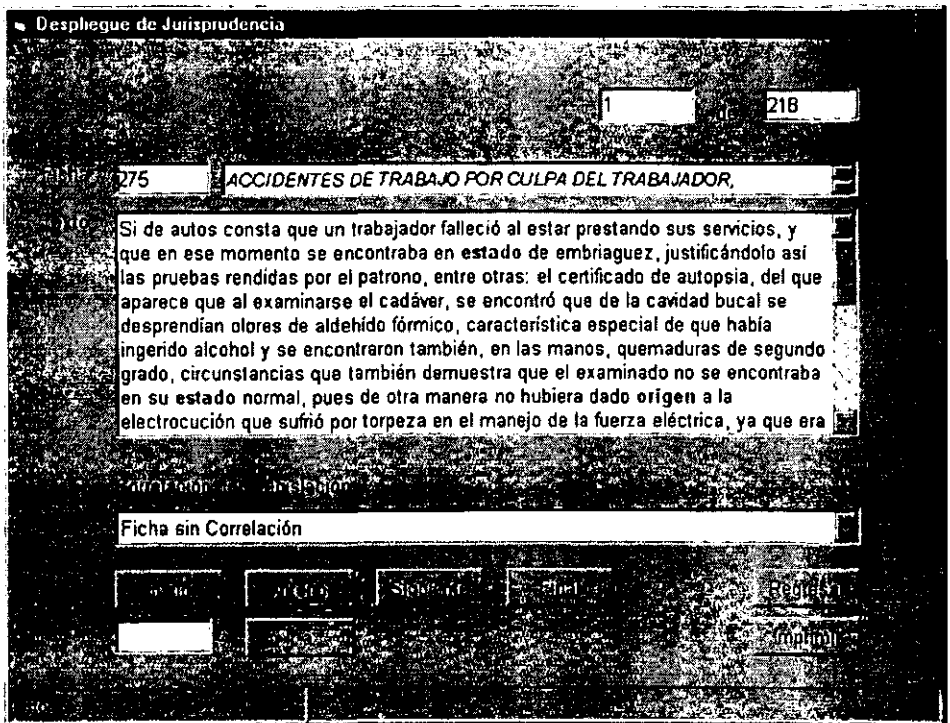 Despliegue de Jurisprudencia
1 de 218
275 ACCIDENTES DE TRABAJO POR CULPA DEL TRABAJADOR,
Si de autos consta que un trabajador falleció al estar prestando sus servicios, y
que en ese momento se encontraba en estado de embriaguez, justificándolo así
las pruebas rendidas por el patrono, entre otras: el certificado de autopsia, del que
aparece que al examinarse el cadáver, se encontró que de la cavidad bucal se
desprendían olores de aldehído fórmico, característica especial de que había
ingerido alcohol y se encontraron también, en las manos, quemaduras de segundo
grado, circunstancias que también demuestra que el examinado no se encontraba
en su estado normal, pues de otra manera no hubiera dado origen a la
electrocución que sufrió por torpeza en el manejo de la fuerza eléctrica, ya que era
Ficha sin Correlación
Siguiente Final Regresar
Imprimir